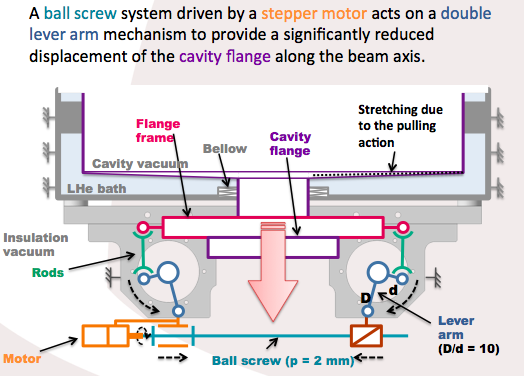 A ball screw system driven by a stepper motor acts on a double
lever arm mechanism to provide a significantly reduced
displacement of the cavity flange along the beam axis.
Stretching due
to the pulling
action
Flange
frame
Bellow
Cavity
flange
Cavity vacuum
LHe bath
Insulation
vacuum
Rods
d
D
Lever
arm
(D/d = 10)
Motor
Ball screw (p = 2 mm)